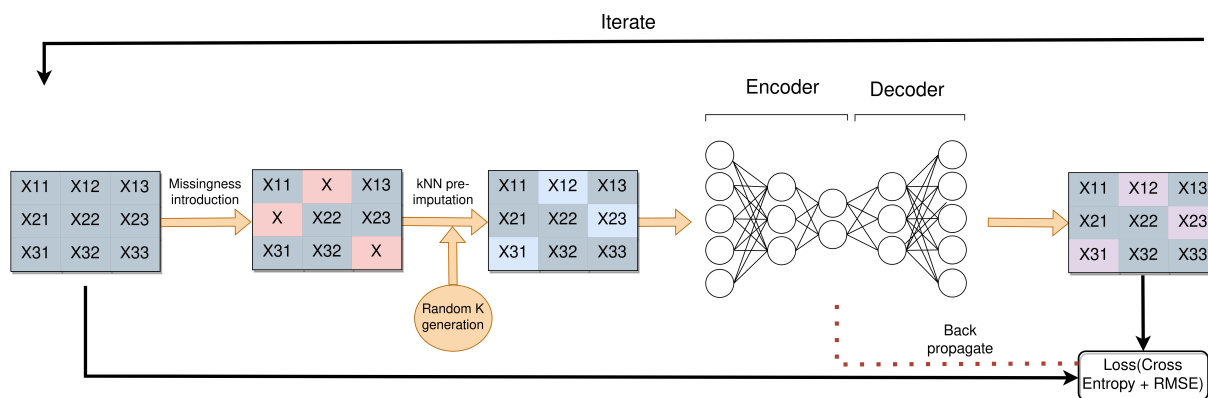 Iterate
Encoder
Decoder
X11 X12 X13
X21 X22 X23
X31 X32 X33
Missingness
introduction
X11 X X13
X X22 X23
X31 X32 X
kNN pre-
imputation
Random K
generation
X11 X12 X13
X21 X22 X23
X31 X32 X33
X11 X12 X13
X21 X22 X23
X31 X32 X33
Back
propagate
Loss(Cross
Entropy + RMSE)